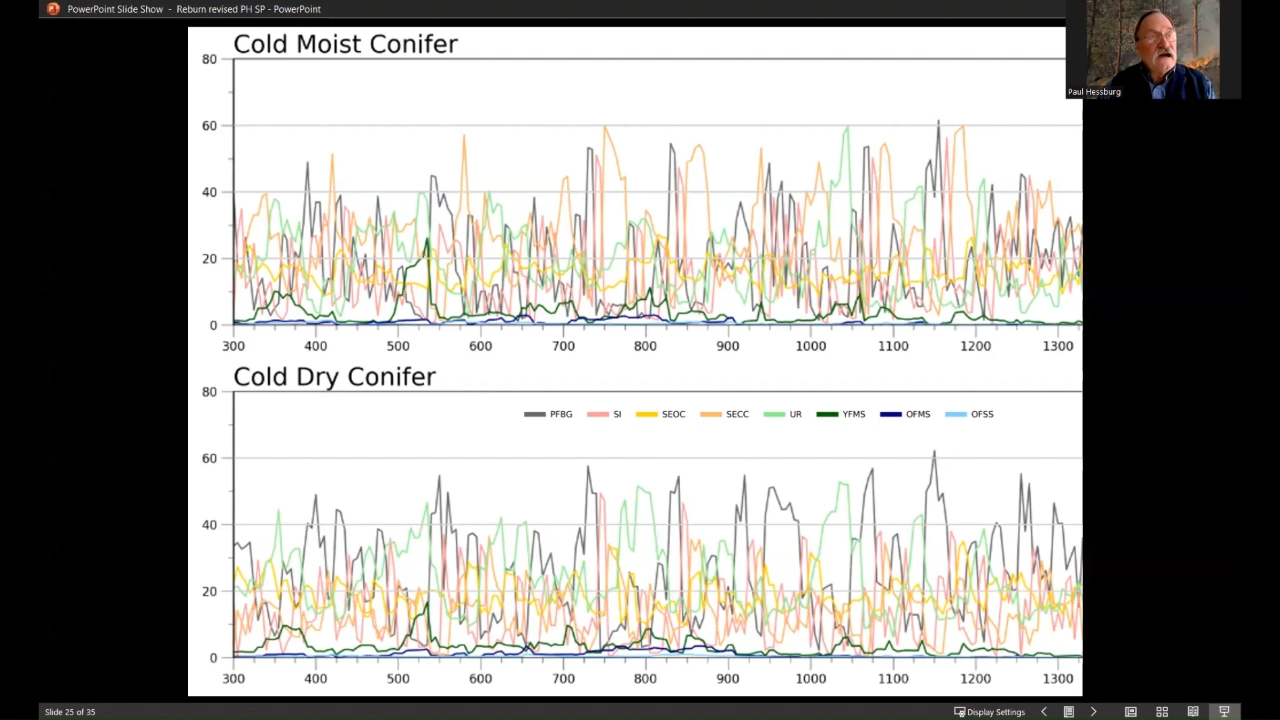 PowerPoint Slide Show - Reburn revised PH SP - PowerPoint
Paul Hessburg
Cold Moist Conifer
80
60
40
20
0
300 400 500 600 700 800 900 1000 1100 1200 1300
Cold Dry Conifer
80
PFBG SI SEOC SECC UR YFMS OFMS OFSS
60
40
20
0
300 400 500 600 700 800 900 1000 1100 1200 1300
Slide 25 of 35
Display Settings